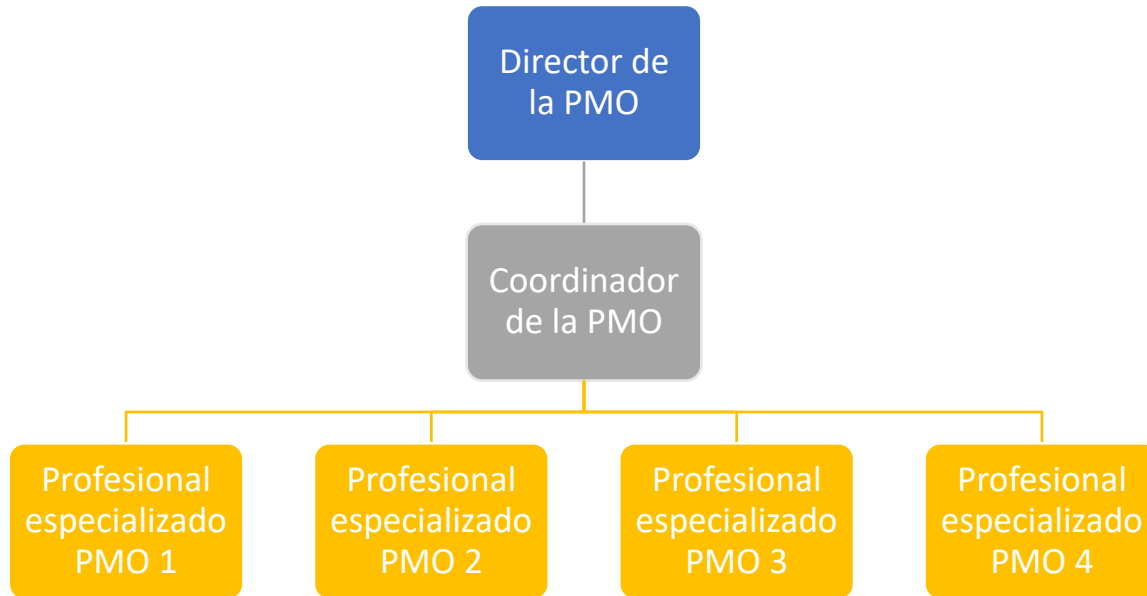 Director de
la PMO
Coordinador
de la PMO
Profesional
especializado
PMO 1
Profesional
especializado
PMO 2
Profesional
especializado
PMO 3
Profesional
especializado
PMO 4